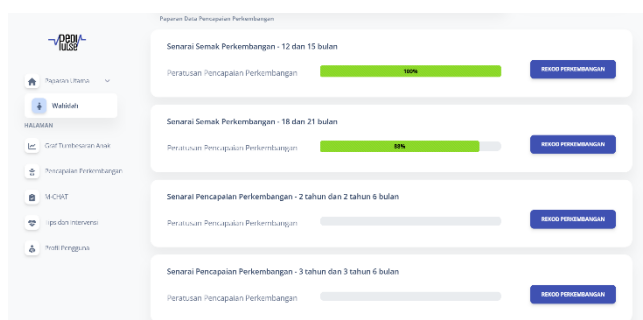 Paparan Data Pencapaian Perkembangan
PEDI
Paparan Utama
Wahidah
HALAMAN
Graf Tumbesaran Anak
Pencapaian Perkembangan
M-CHAT
Tips dan Intervensi
Profil Pengguna
Senarai Semak Perkembangan - 12 dan 15 bulan
Peratusan Pencapaian Perkembangan
100%
REKOD PERKEMBANGAN
Senarai Semak Perkembangan - 18 dan 21 bulan
Peratusan Pencapaian Perkembangan
88%
REKOD PERKEMBANGAN
Senarai Pencapaian Perkembangan - 2 tahun dan 2 tahun 6 bulan
Peratusan Pencapaian Perkembangan
REKOD PERKEMBANGAN
Senarai Pencapaian Perkembangan - 3 tahun dan 3 tahun 6 bulan
Peratusan Pencapaian Perkembangan
REKOD PERKEMBANGAN